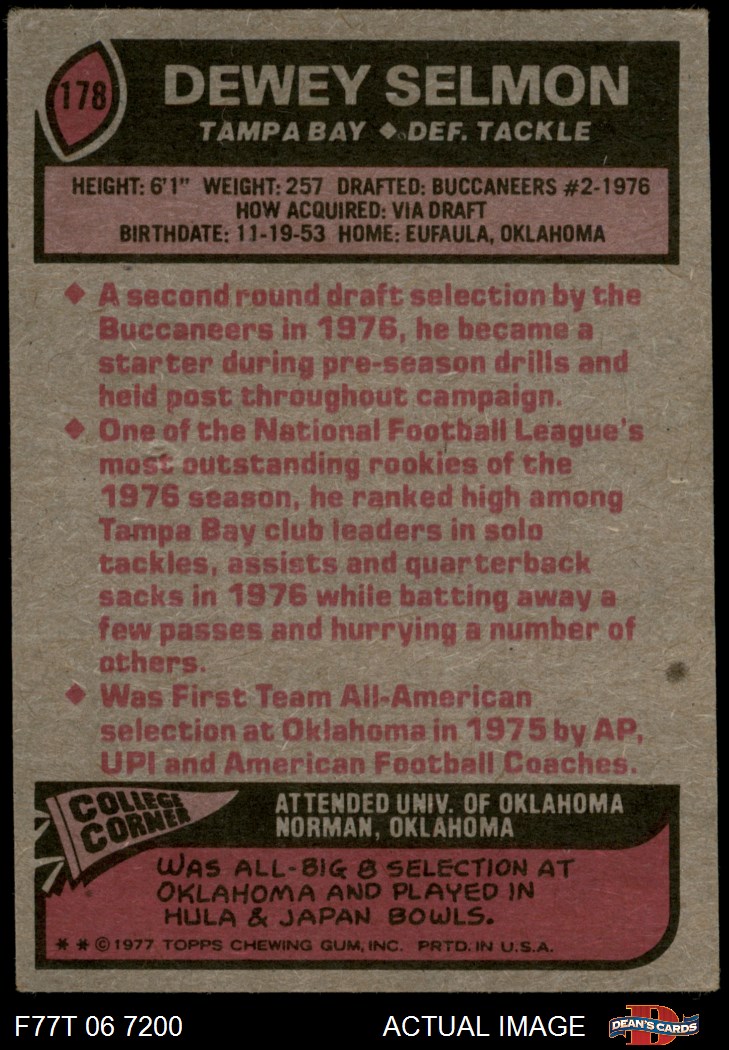 178
DEWEY SELMON
TAMPA BAY ◆ DEF. TACKLE
HEIGHT: 6'1" WEIGHT: 257 DRAFTED: BUCCANEERS #2-1976
HOW ACQUIRED: VIA DRAFT
BIRTHDATE: 11-19-53 HOME: EUFAULA, OKLAHOMA
◆ A second round draft selection by the
Buccaneers in 1976, he became a
starter during pre-season drills and
held post throughout campaign.
◆ One of the National Football League's
most outstanding rookies of the
1976 season, he ranked high among
Tampa Bay club leaders in solo
tackles, assists and quarterback
sacks in 1976 while batting away a
few passes and hurrying a number of
others.
◆ Was First Team All-American
selection at Oklahoma in 1975 by AP,
UPI and American Football Coaches.
COLLEGE
CORNER
ATTENDED UNIV. OF OKLAHOMA
NORMAN, OKLAHOMA
WAS ALL-BIG 8 SELECTION AT
OKLAHOMA AND PLAYED IN
HULA & JAPAN BOWLS.
* * © 1977 TOPPS CHEWING GUM, INC. PRTD. IN U.S.A.
F77T 06 7200
ACTUAL IMAGE
D
DEAN'S CARDS